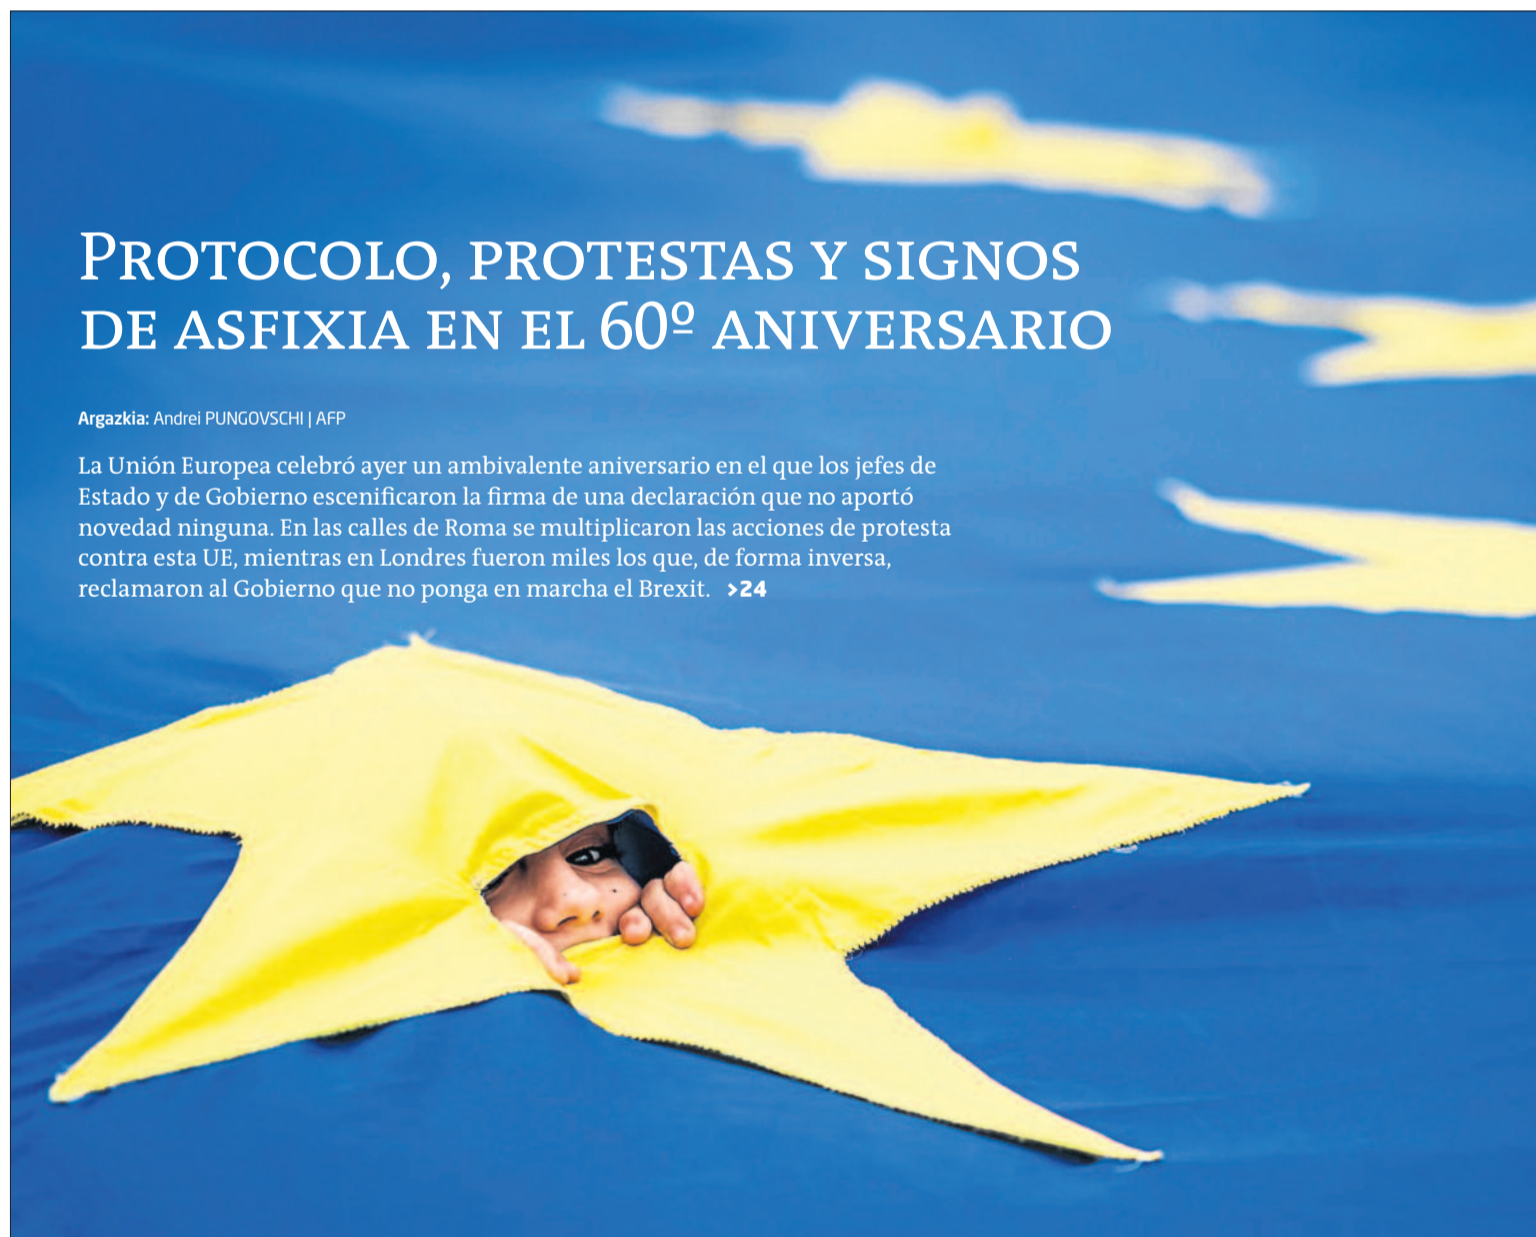 PROTOCOLO, PROTESTAS Y SIGNOS
DE ASFIXIA EN EL 60º ANIVERSARIO
Argazkia: Andrei PUNGOVSCHI | AFP
La Unión Europea celebró ayer un ambivalente aniversario en el que los jefes de
Estado y de Gobierno escenificaron la firma de una declaración que no aportó
novedad ninguna. En las calles de Roma se multiplicaron las acciones de protesta
contra esta UE, mientras en Londres fueron miles los que, de forma inversa,
reclamaron al Gobierno que no ponga en marcha el Brexit. >24